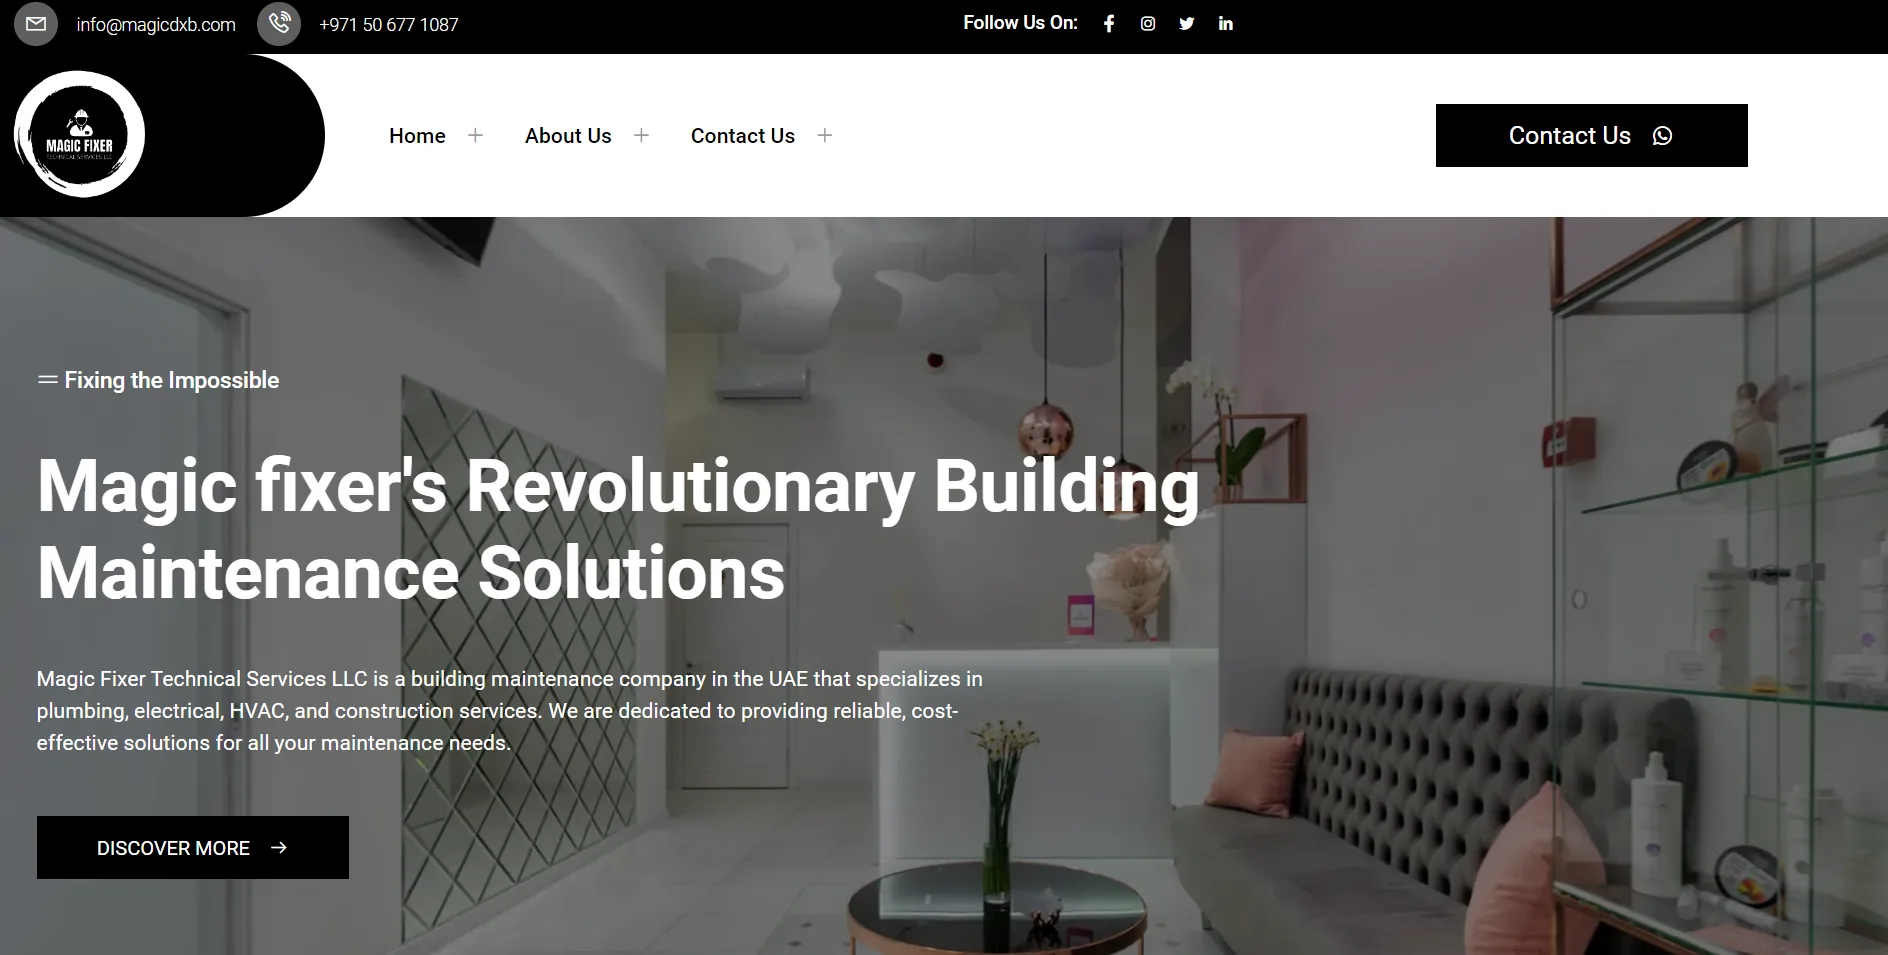 info@magicdxb.com
+971 50 677 1087
Follow Us On:
MAGIC FIXER
TECHNICAL SERVICES LLC
Home
About Us
Contact Us
Contact Us
Fixing the Impossible
Magic fixer's Revolutionary Building
Maintenance Solutions
Magic Fixer Technical Services LLC is a building maintenance company in the UAE that specializes in
plumbing, electrical, HVAC, and construction services. We are dedicated to providing reliable, cost-
effective solutions for all your maintenance needs.
DISCOVER MORE